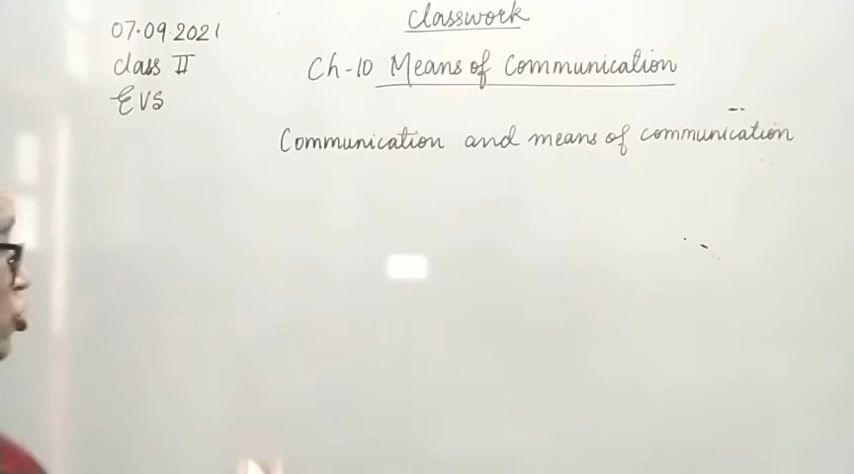 Classwork
07.09.2021
Class II
EVS
Ch-10 Means of Communication
Communication and means of communication